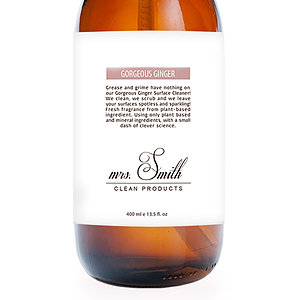 GORGEOUS GINGER
Grease and grime have nothing on
our Gorgeous Ginger Surface Cleaner!
We clean, we scrub and we leave
your surfaces spotless and sparkling!
Fresh fragrance from plant-based
ingredient. Using only plant based
and mineral ingredients, with a small
dash of clever science.
mrs. Smith
CLEAN PRODUCTS
400 ml e 13.5 fl. oz